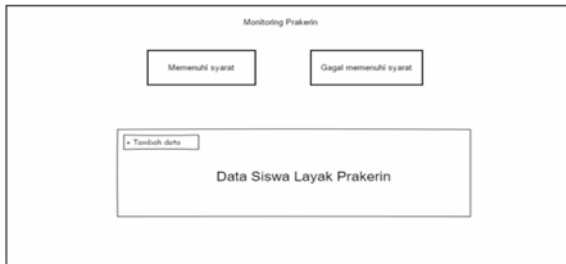 Monitoring Prakerin
Memenuhi syarat
Gagal memenuhi syarat
+ Tambah data
Data Siswa Layak Prakerin